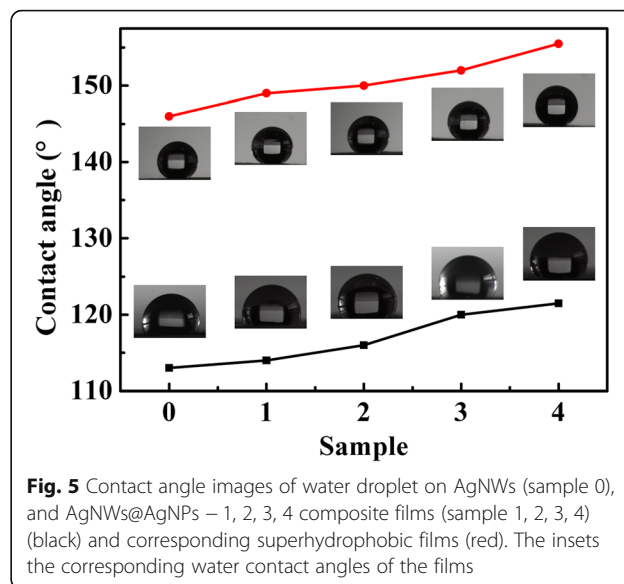 150
140
130
120
110
Contact angle (° )
0 1 2 3 4
Sample
Fig. 5 Contact angle images of water droplet on AgNWs (sample 0),
and AgNWs@AgNPs − 1, 2, 3, 4 composite films (sample 1, 2, 3, 4)
(black) and corresponding superhydrophobic films (red). The insets
the corresponding water contact angles of the films